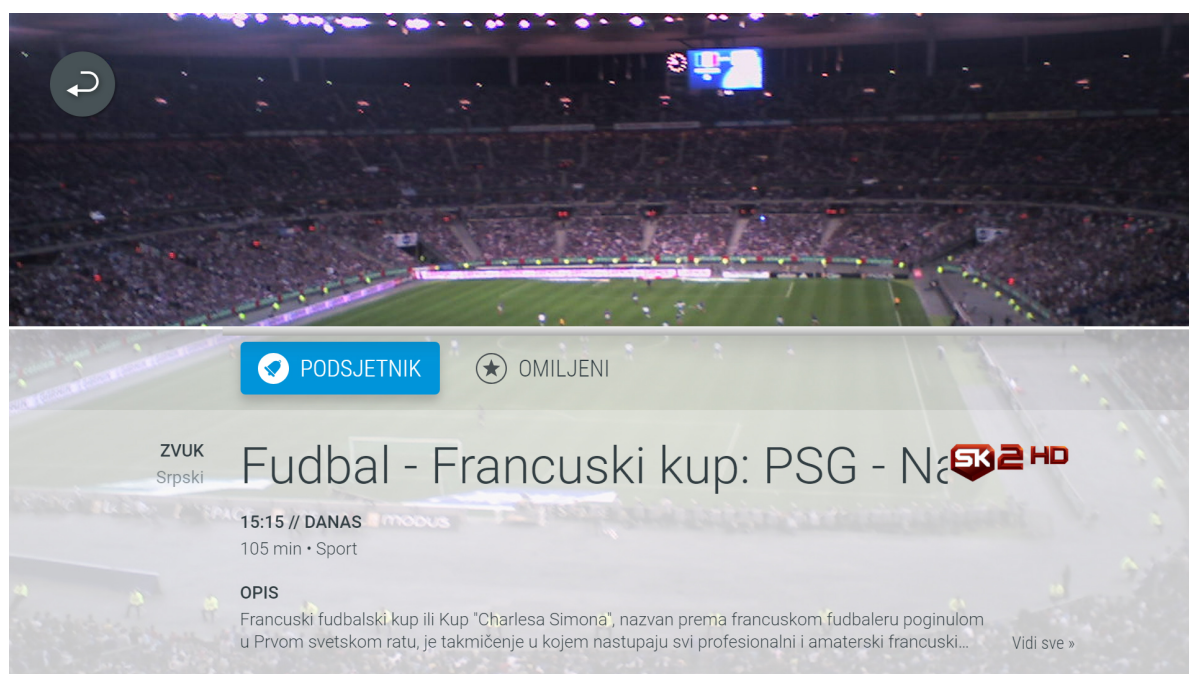 PODSJETNIK
OMILJENI
ZVUK
Srpski
Fudbal - Francuski kup: PSG -
SK 2 HD
15:15 // DANAS
105 min • Sport
OPIS
Francuski fudbalski kup ili Kup "Charlesa Simona", nazvan prema francuskom fudbaleru poginulom
u Prvom svetskom ratu, je takmičenje u kojem nastupaju svi profesionalni i amaterski francuski...
Vidi sve »